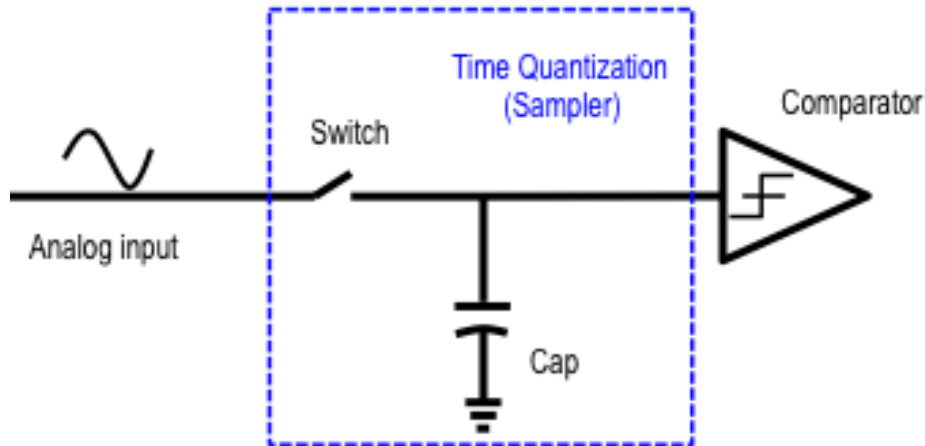 Time Quantization
(Sampler)
Comparator
Switch
Analog input
Cap